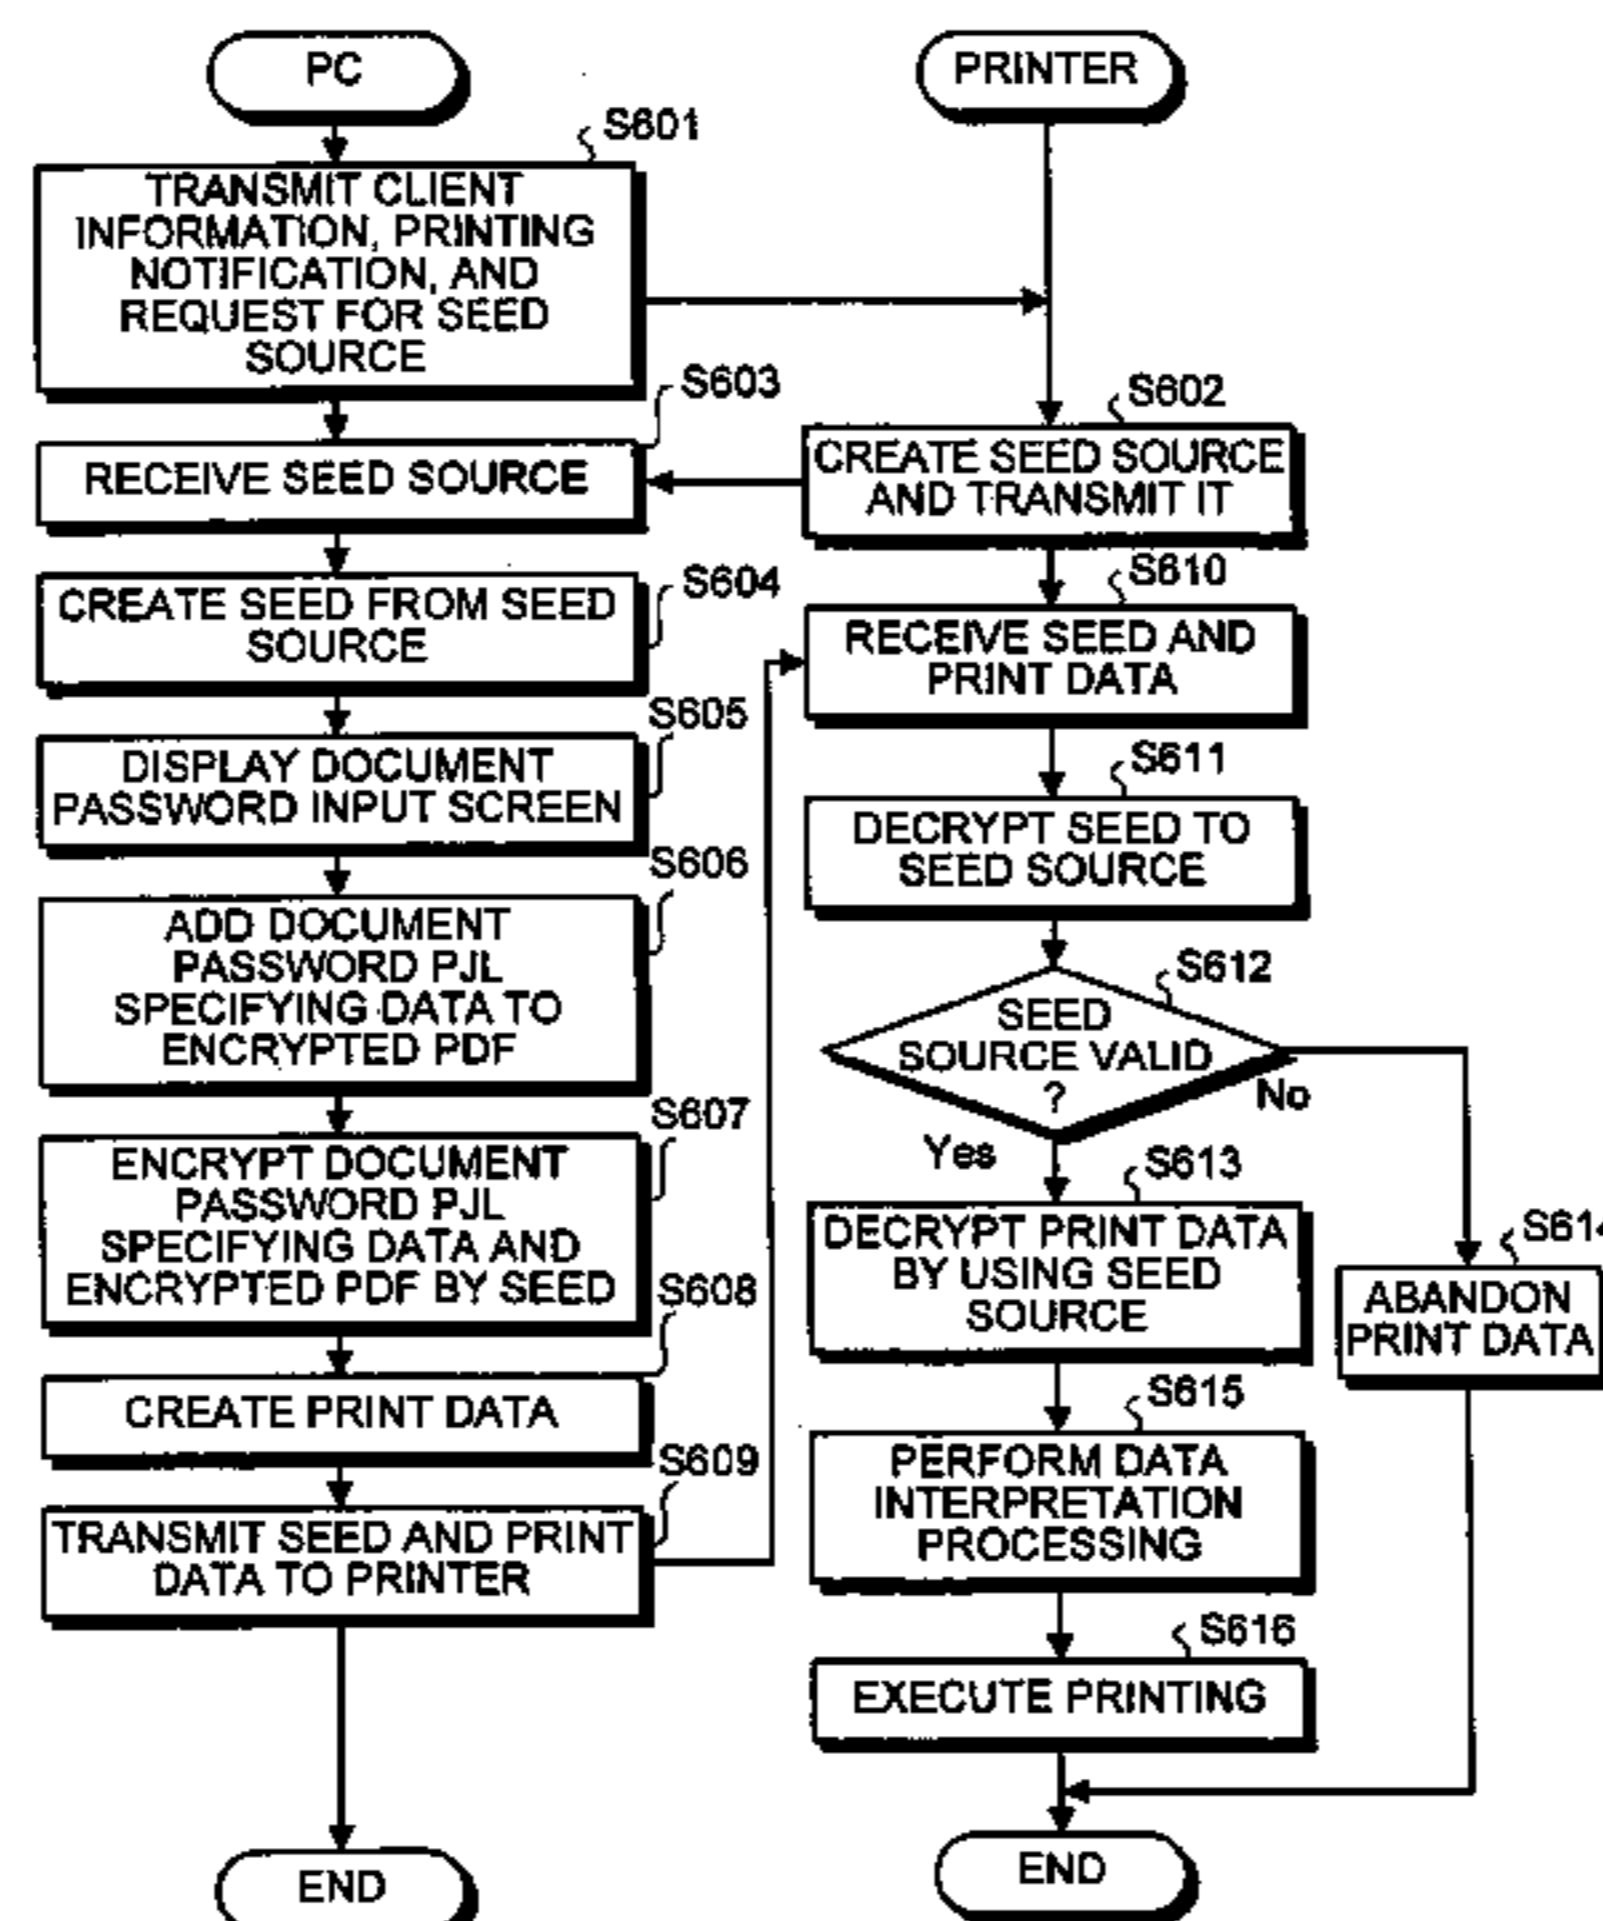 PC
S601
TRANSMIT CLIENT
INFORMATION, PRINTING
NOTIFICATION, AND
REQUEST FOR SEED
SOURCE
S603
RECEIVE SEED SOURCE
S604
CREATE SEED FROM SEED
SOURCE
S605
DISPLAY DOCUMENT
PASSWORD INPUT SCREEN
S606
ADD DOCUMENT
PASSWORD PJL
SPECIFYING DATA TO
ENCRYPTED PDF
S607
ENCRYPT DOCUMENT
PASSWORD PJL
SPECIFYING DATA AND
ENCRYPTED PDF BY SEED
S608
CREATE PRINT DATA
S609
TRANSMIT SEED AND PRINT
DATA TO PRINTER
END
PRINTER
S602
CREATE SEED SOURCE
AND TRANSMIT IT
S610
RECEIVE SEED AND
PRINT DATA
S611
DECRYPT SEED TO
SEED SOURCE
S612
SEED
SOURCE VALID
?
No
Yes
S613
DECRYPT PRINT DATA
BY USING SEED
SOURCE
S614
ABANDON
PRINT DATA
S615
PERFORM DATA
INTERPRETATION
PROCESSING
S616
EXECUTE PRINTING
END